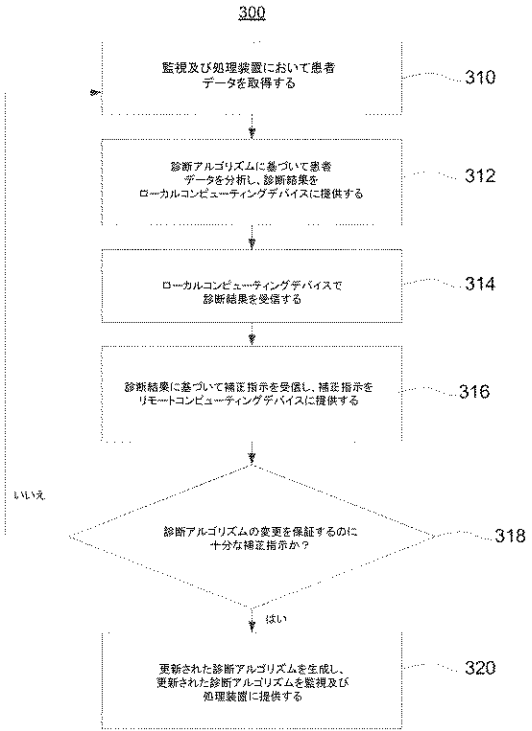 300
監視及び処理装置において患者
データを取得する
310
診断アルゴリズムに基づいて患者
データを分析し、診断結果を
ローカルコンピューティングデバイスに提供する
312
ローカルコンピューティングデバイスで
診断結果を受信する
314
診断結果に基づいて補正指示を受信し、補正指示を
リモートコンピューティングデバイスに提供する
316
いいえ
診断アルゴリズムの変更を保証するのに
十分な補正指示か？
318
はい
更新された診断アルゴリズムを生成し、
更新された診断アルゴリズムを監視及び
処理装置に提供する
320